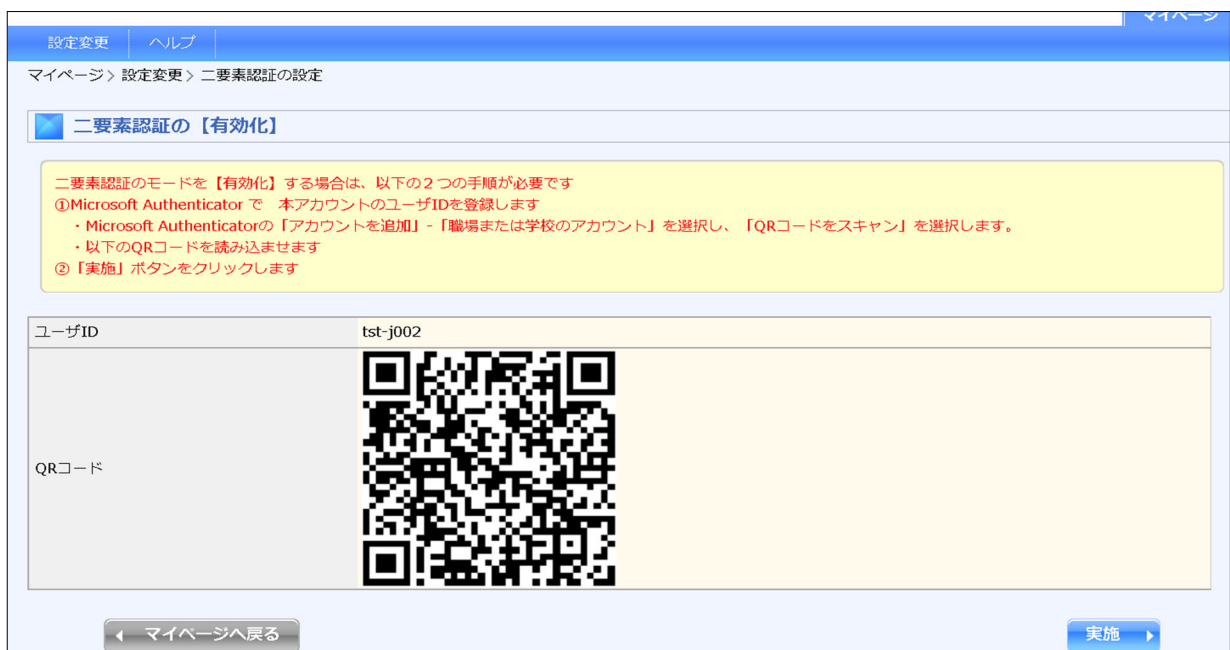 マイページ
設定変更 ヘルプ
マイページ> 設定変更> 二要素認証の設定
二要素認証の【有効化】
二要素認証のモードを【有効化】する場合は、以下の２つの手順が必要です
①Microsoft Authenticator で　本アカウントのユーザIDを登録します
・Microsoft Authenticatorの「アカウントを追加」-「職場または学校のアカウント」を選択し、「QRコードをスキャン」を選択します。
・以下のQRコードを読み込ませます
②「実施」ボタンをクリックします
ユーザID tst-j002
QRコード
マイページへ戻る 実施